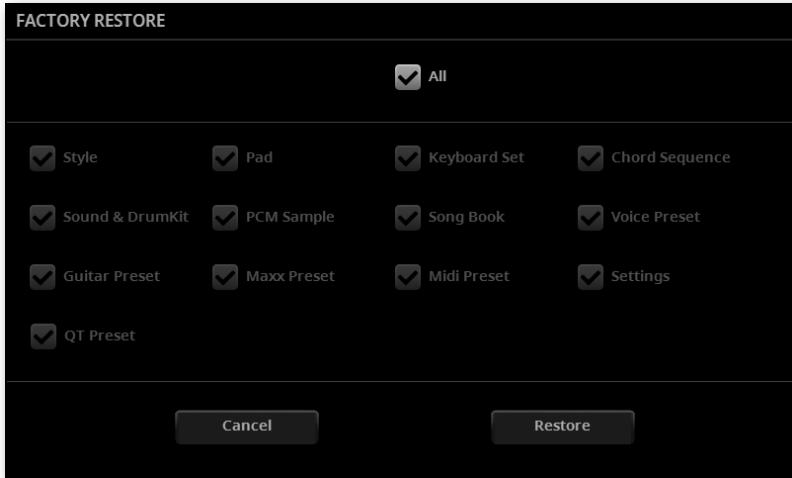 FACTORY RESTORE
All
Style Pad Keyboard Set Chord Sequence
Sound & DrumKit PCM Sample Song Book Voice Preset
Guitar Preset Maxx Preset Midi Preset Settings
QT Preset
Cancel Restore